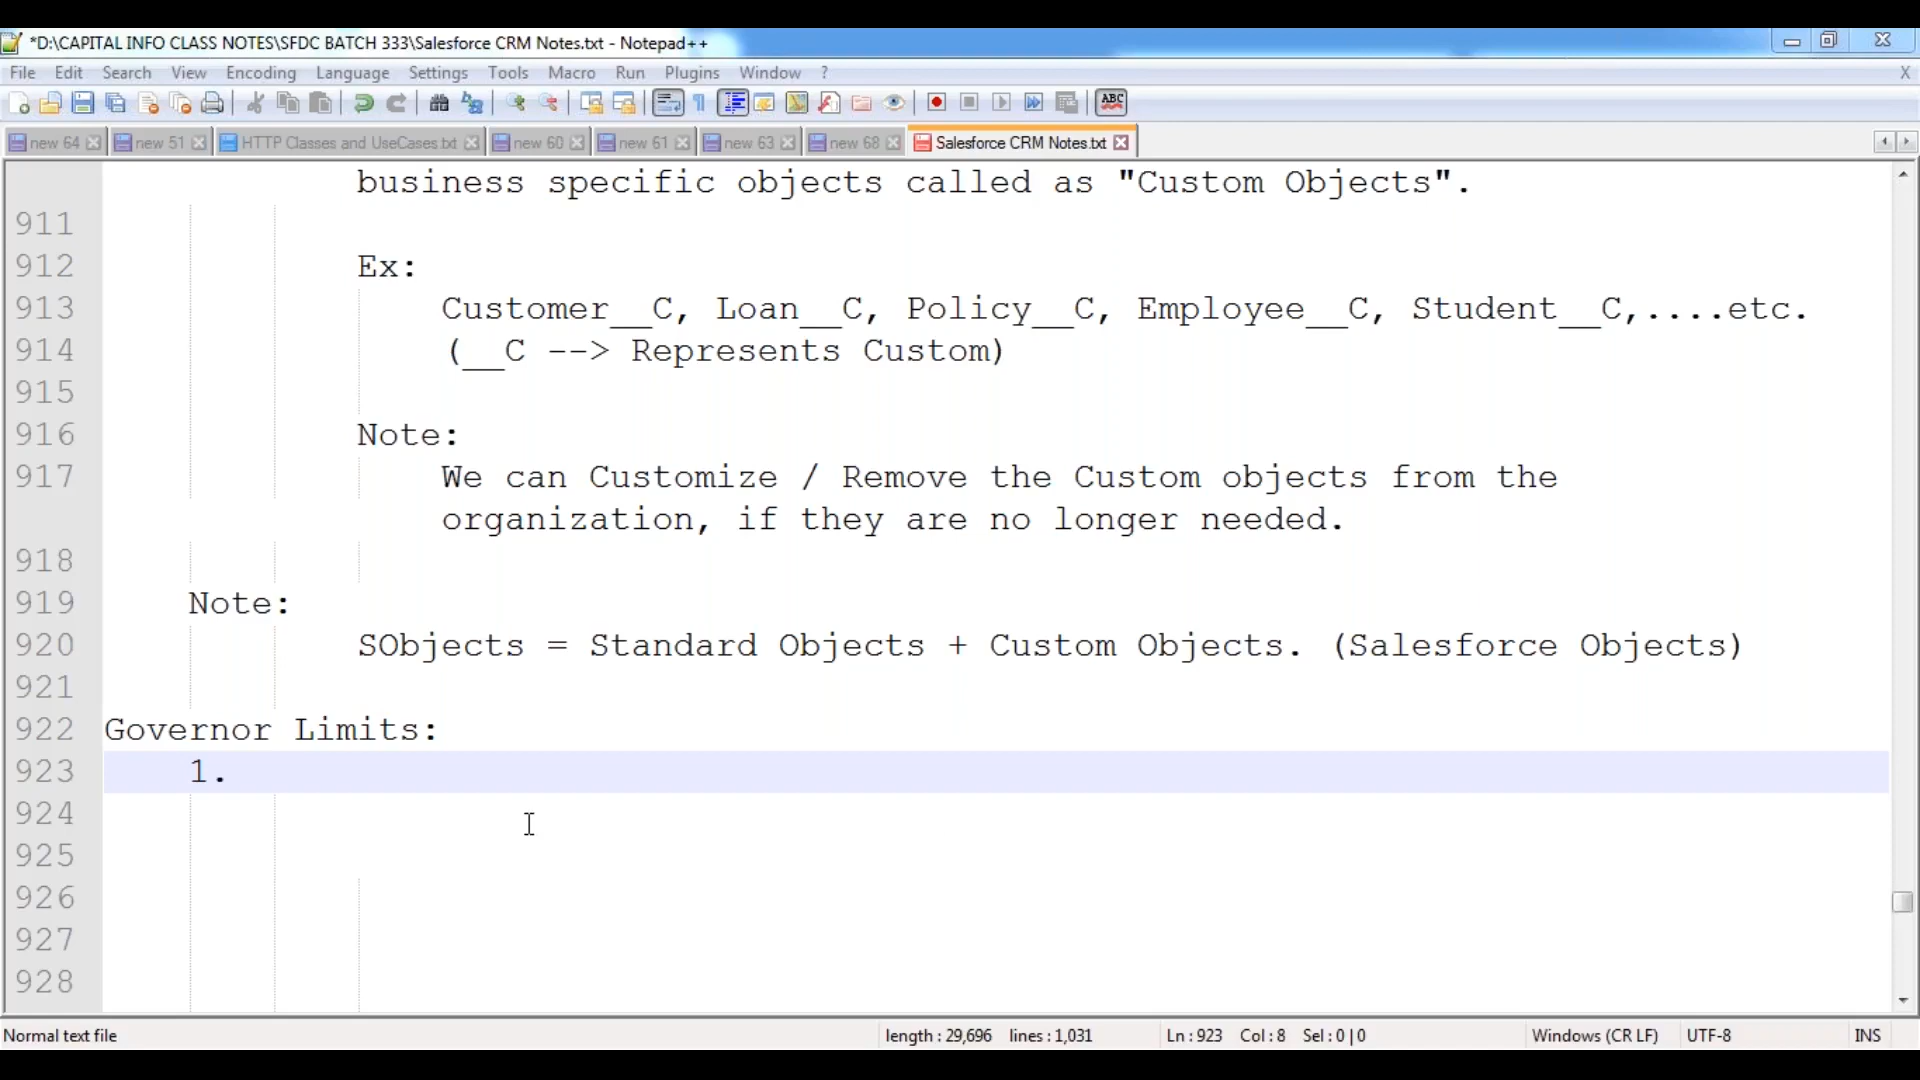 *D:\CAPITAL INFO CLASS NOTES\SFDC BATCH 333\Salesforce CRM Notes.txt - Notepad++
File Edit Search View Encoding Language Settings Tools Macro Run Plugins Window ? X
ABC
new 64 new 51 HTTP Classes and UseCases.txt new 60 new 61 new 63 new 68 Salesforce CRM Notes.txt
business specific objects called as "Custom Objects".
911
912 Ex:
913 Customer__C, Loan__C, Policy__C, Employee__C, Student__C,....etc.
914 (__C --> Represents Custom)
915
916 Note:
917 We can Customize / Remove the Custom objects from the
organization, if they are no longer needed.
918
919 Note:
920 SObjects = Standard Objects + Custom Objects. (Salesforce Objects)
921
922 Governor Limits:
923 1.
924
925
926
927
928
Normal text file length : 29,696 lines : 1,031 Ln : 923 Col : 8 Sel : 0 | 0 Windows (CR LF) UTF-8 INS